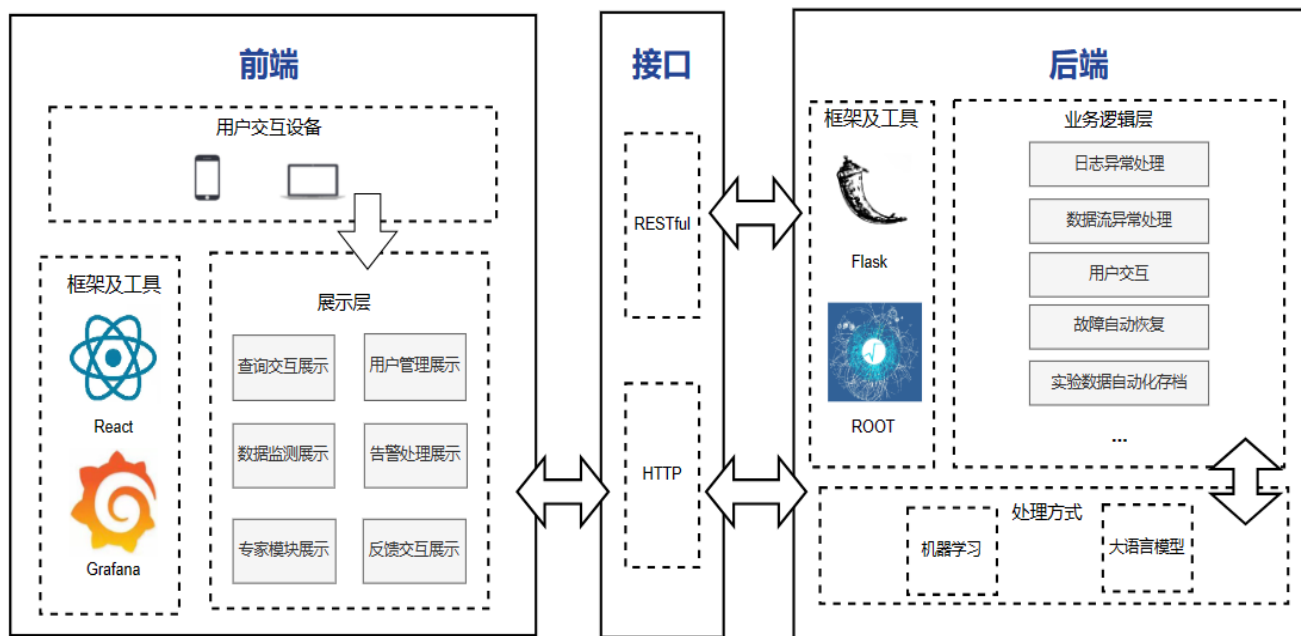 前端
用户交互设备
框架及工具
React
Grafana
展示层
查询交互展示
用户管理展示
数据监测展示
告警处理展示
专家模块展示
反馈交互展示
接口
RESTful
HTTP
后端
框架及工具
Flask
ROOT
业务逻辑层
日志异常处理
数据流异常处理
用户交互
故障自动恢复
实验数据自动化存档
...
处理方式
机器学习
大语言模型